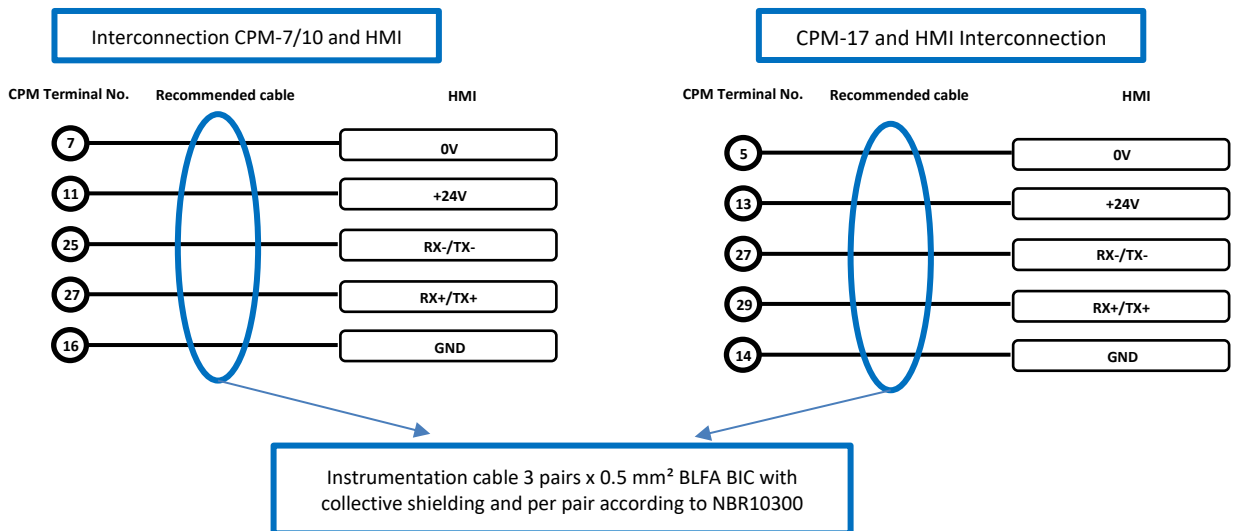 Interconnection CPM-7/10 and HMI
CPM Terminal No. Recommended cable HMI
7 0V
11 +24V
25 RX-/TX-
27 RX+/TX+
16 GND
CPM-17 and HMI Interconnection
CPM Terminal No. Recommended cable HMI
5 0V
13 +24V
27 RX-/TX-
29 RX+/TX+
14 GND
Instrumentation cable 3 pairs x 0.5 mm² BLFA BIC with
collective shielding and per pair according to NBR10300